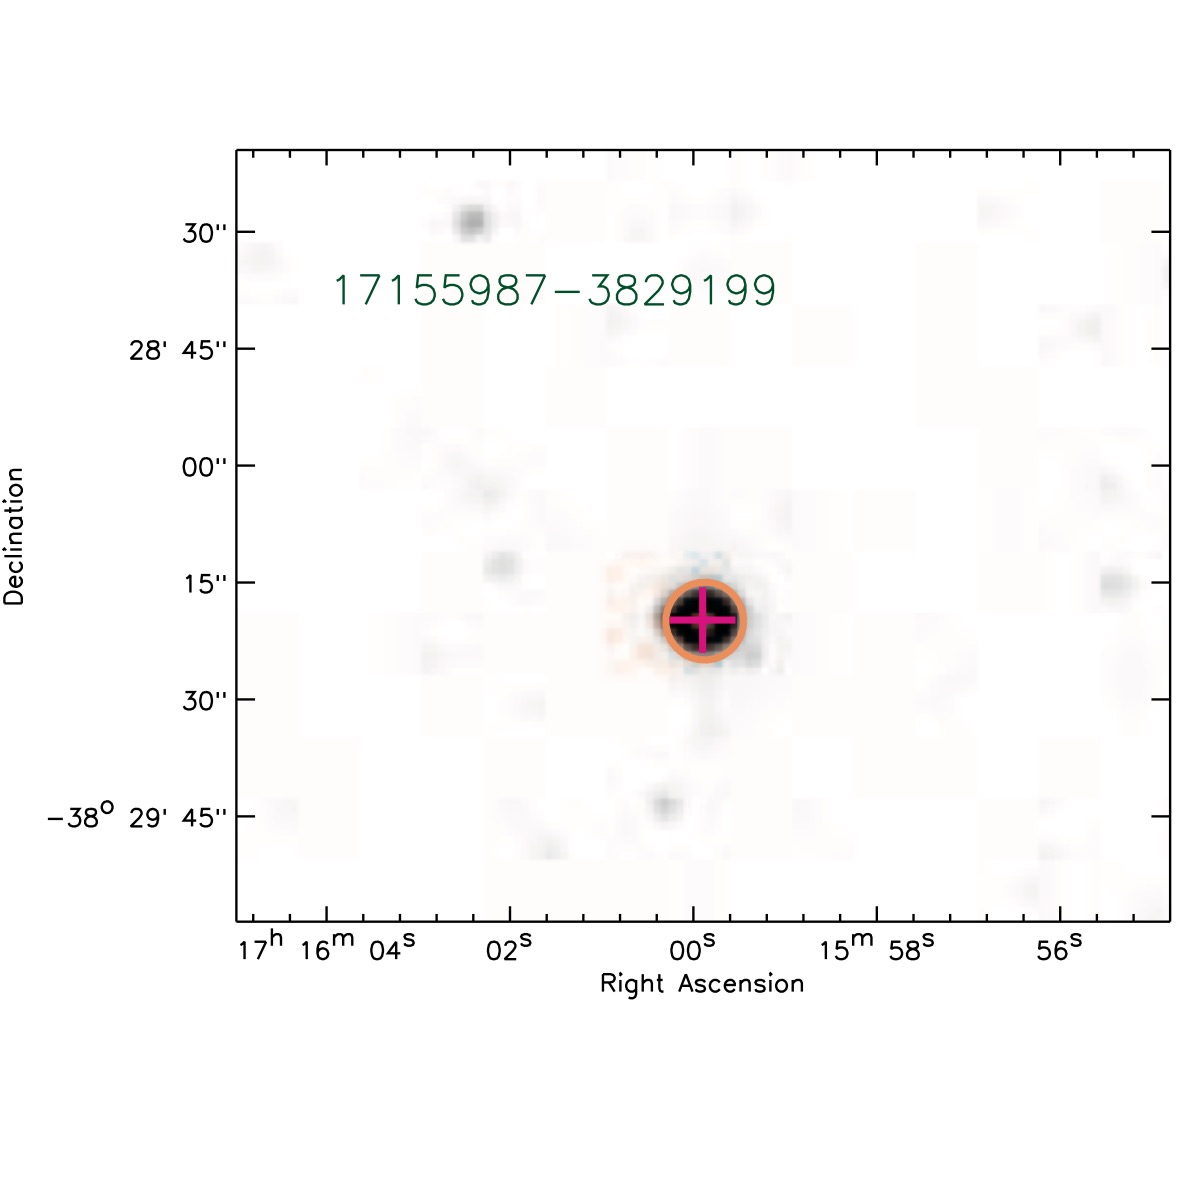 17155987-3829199
30''
28' 45''
00''
15''
30''
-38° 29' 45''
Declination
17h 16m 04s 02s 00s 15m 58s 56s
Right Ascension